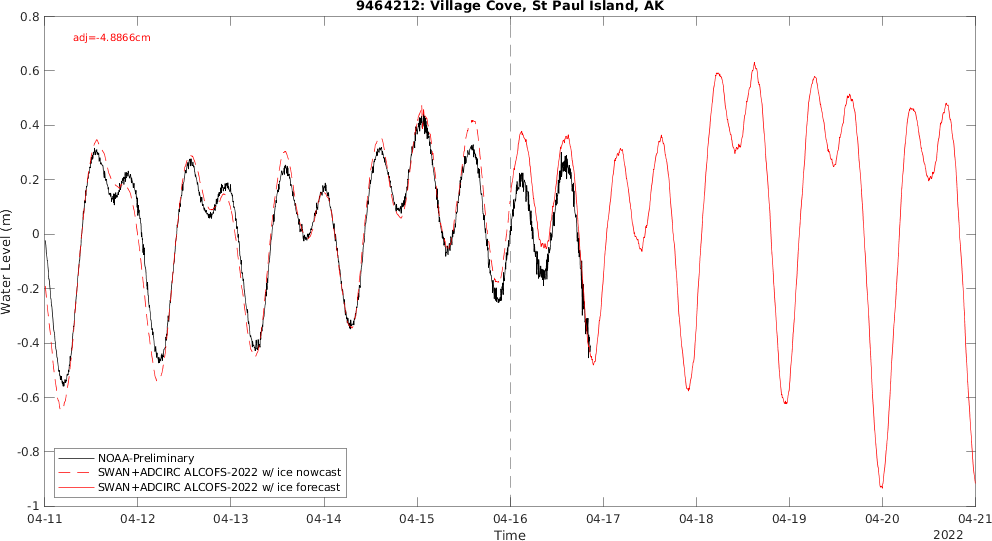 9464212: Village Cove, St Paul Island, AK
adj=-4.8866cm
0.8
0.6
0.4
0.2
0
-0.2
-0.4
-0.6
-0.8
-1
Water Level (m)
NOAA-Preliminary
SWAN+ADCIRC ALCOFS-2022 w/ ice nowcast
SWAN+ADCIRC ALCOFS-2022 w/ ice forecast
04-11 04-12 04-13 04-14 04-15 04-16 04-17 04-18 04-19 04-20 04-21
Time
2022